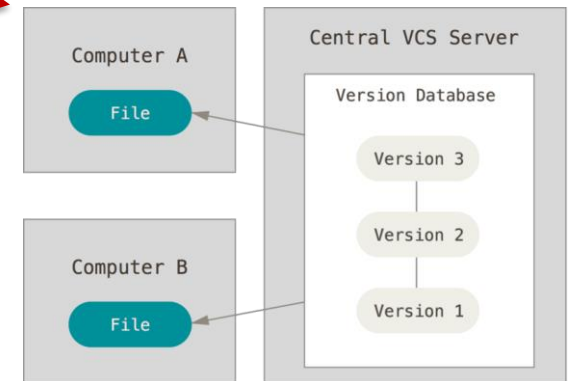 Computer A
File
Central VCS Server
Version Database
Version 3
Version 2
Version 1
Computer B
File